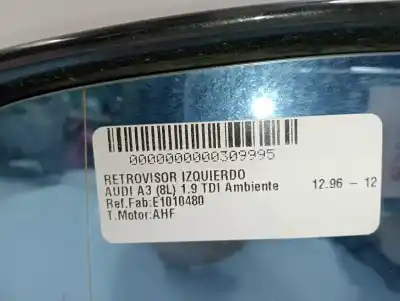 0000000000309995
RETROVISOR IZQUIERDO
AUDI A3 (8L) 1.9 TDI Ambiente 12.96 - 12
Ref.Fab:E1010480
T.Motor:AHF